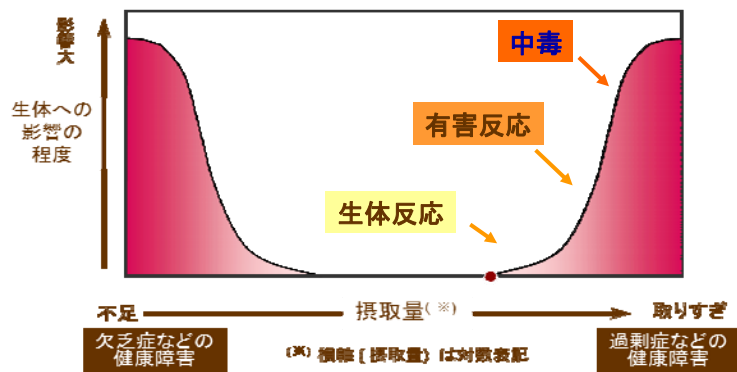 影響大
中毒
生体への
影響の
程度
有害反応
生体反応
不足
摂取量(※)
取りすぎ
欠乏症などの
健康障害
(※) 横軸[摂取量) は対数表記
過剰症などの
健康障害